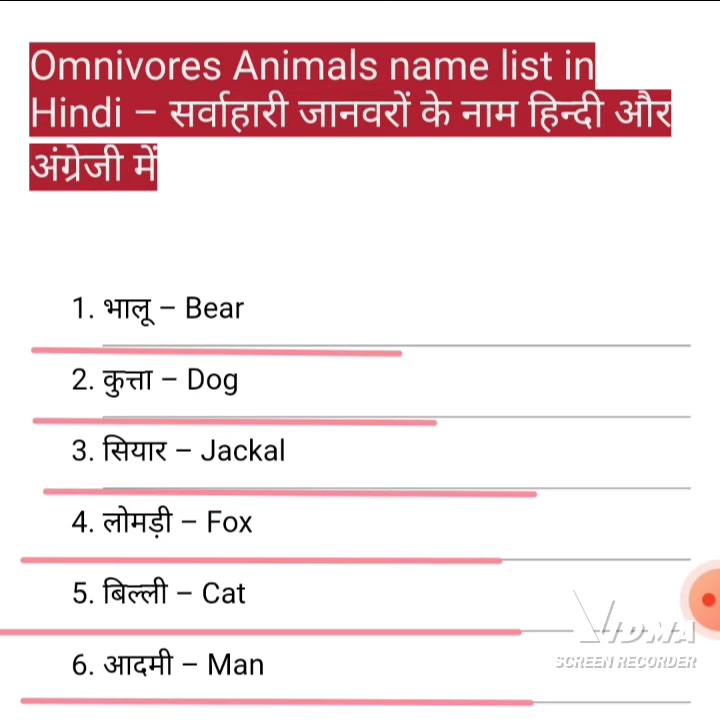 Omnivores Animals name list in
Hindi – सर्वाहारी जानवरों के नाम हिन्दी और
अंग्रेजी में
1. भालू – Bear
2. कुत्ता – Dog
3. सियार – Jackal
4. लोमड़ी – Fox
5. बिल्ली – Cat
6. आदमी – Man
VIDMA
SCREEN RECORDER